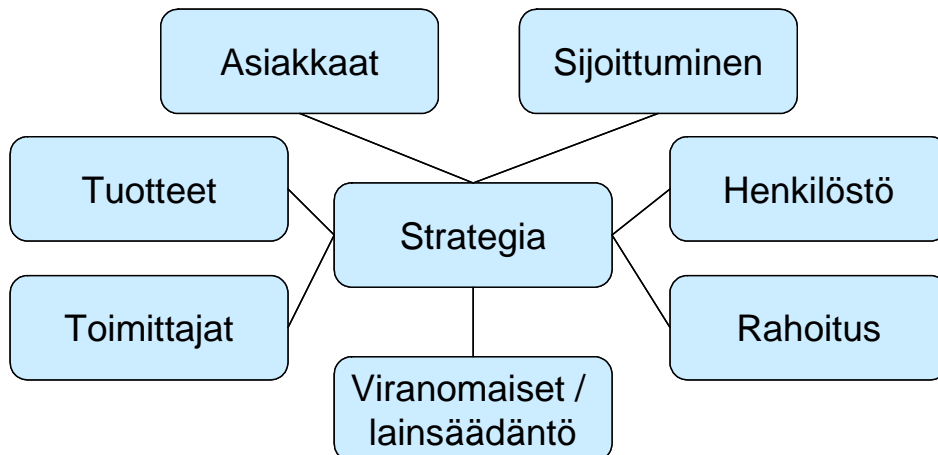 Asiakkaat
Sijoittuminen
Tuotteet
Henkilöstö
Strategia
Toimittajat
Rahoitus
Viranomaiset /
lainsäädäntö